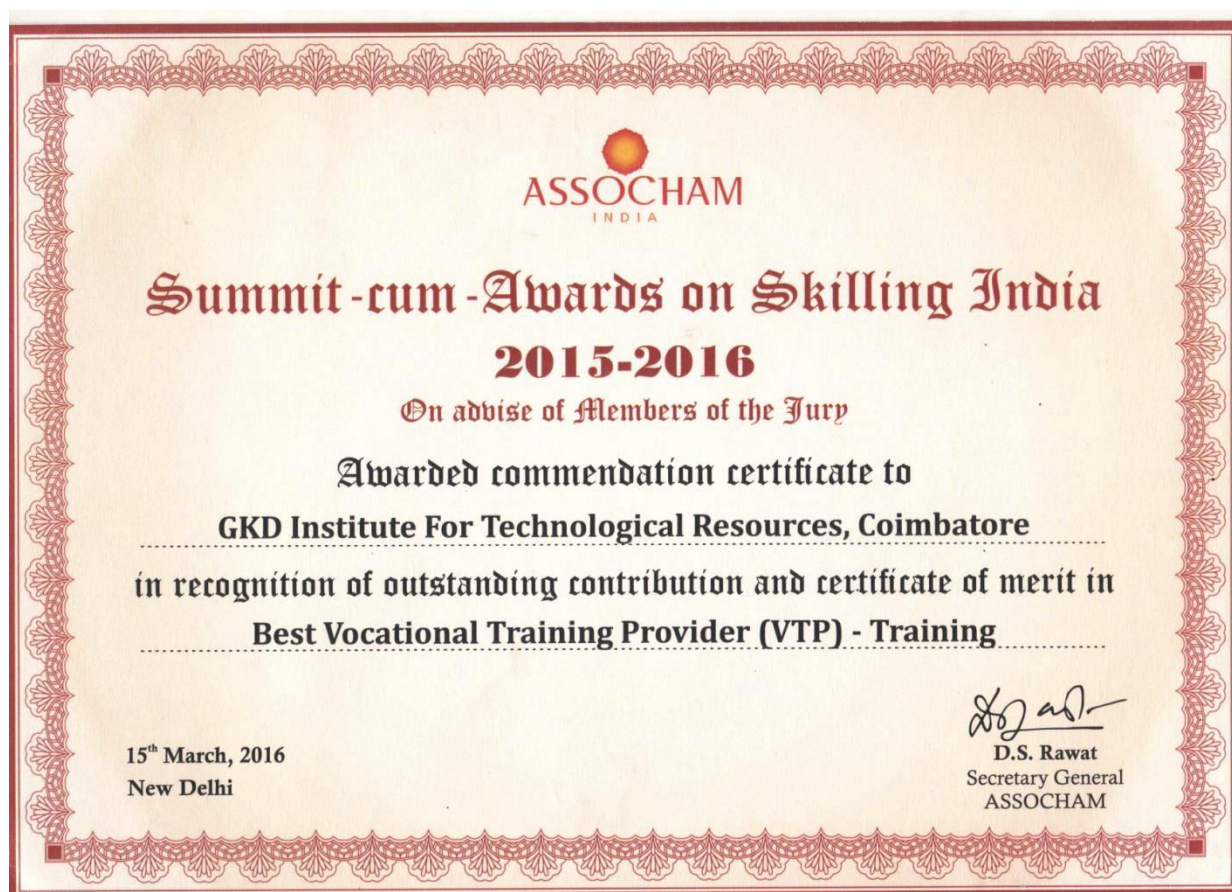 ASSOCHAM
INDIA
Summit-cum-Awards on Skilling India
2015-2016
On advise of Members of the Jury
Awarded commendation certificate to
GKD Institute For Technological Resources, Coimbatore
in recognition of outstanding contribution and certificate of merit in
Best Vocational Training Provider (VTP) - Training
15th March, 2016
New Delhi
D.S. Rawat
Secretary General
ASSOCHAM